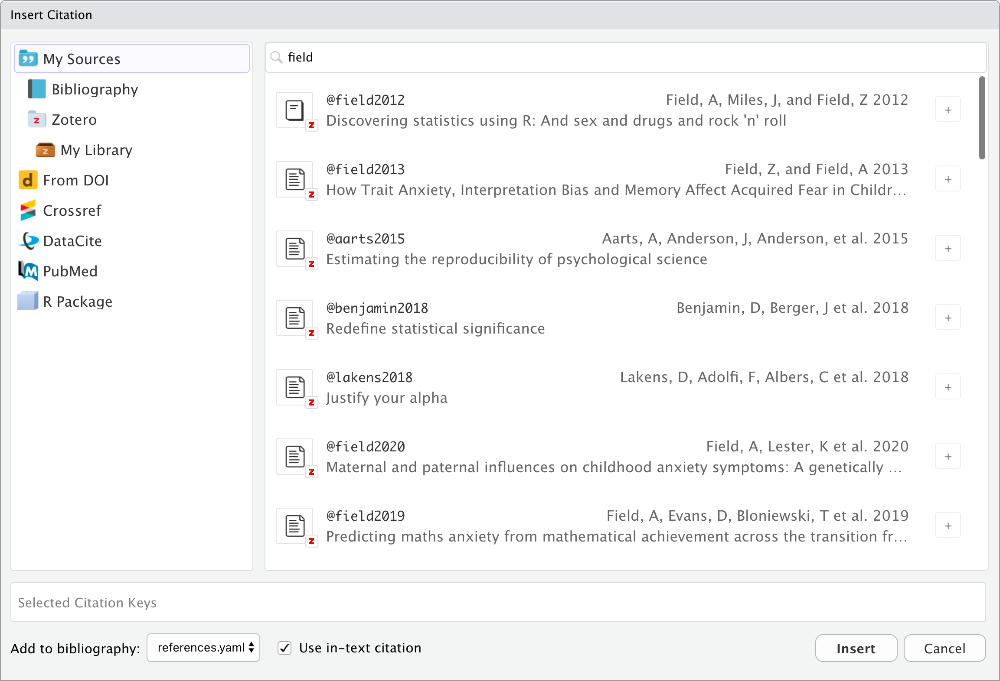 Insert Citation
My Sources
Bibliography
Zotero
My Library
From DOI
Crossref
DataCite
PubMed
R Package
field
@field2012 Field, A, Miles, J, and Field, Z 2012
Discovering statistics using R: And sex and drugs and rock 'n' roll
+
@field2013 Field, Z, and Field, A 2013
How Trait Anxiety, Interpretation Bias and Memory Affect Acquired Fear in Childr...
+
@aarts2015 Aarts, A, Anderson, J, Anderson, et al. 2015
Estimating the reproducibility of psychological science
+
@benjamin2018 Benjamin, D, Berger, J et al. 2018
Redefine statistical significance
+
@lakens2018 Lakens, D, Adolfi, F, Albers, C et al. 2018
Justify your alpha
+
@field2020 Field, A, Lester, K et al. 2020
Maternal and paternal influences on childhood anxiety symptoms: A genetically ...
+
@field2019 Field, A, Evans, D, Bloniewski, T et al. 2019
Predicting maths anxiety from mathematical achievement across the transition fr...
+
Selected Citation Keys
Add to bibliography: references.yaml Use in-text citation Insert Cancel